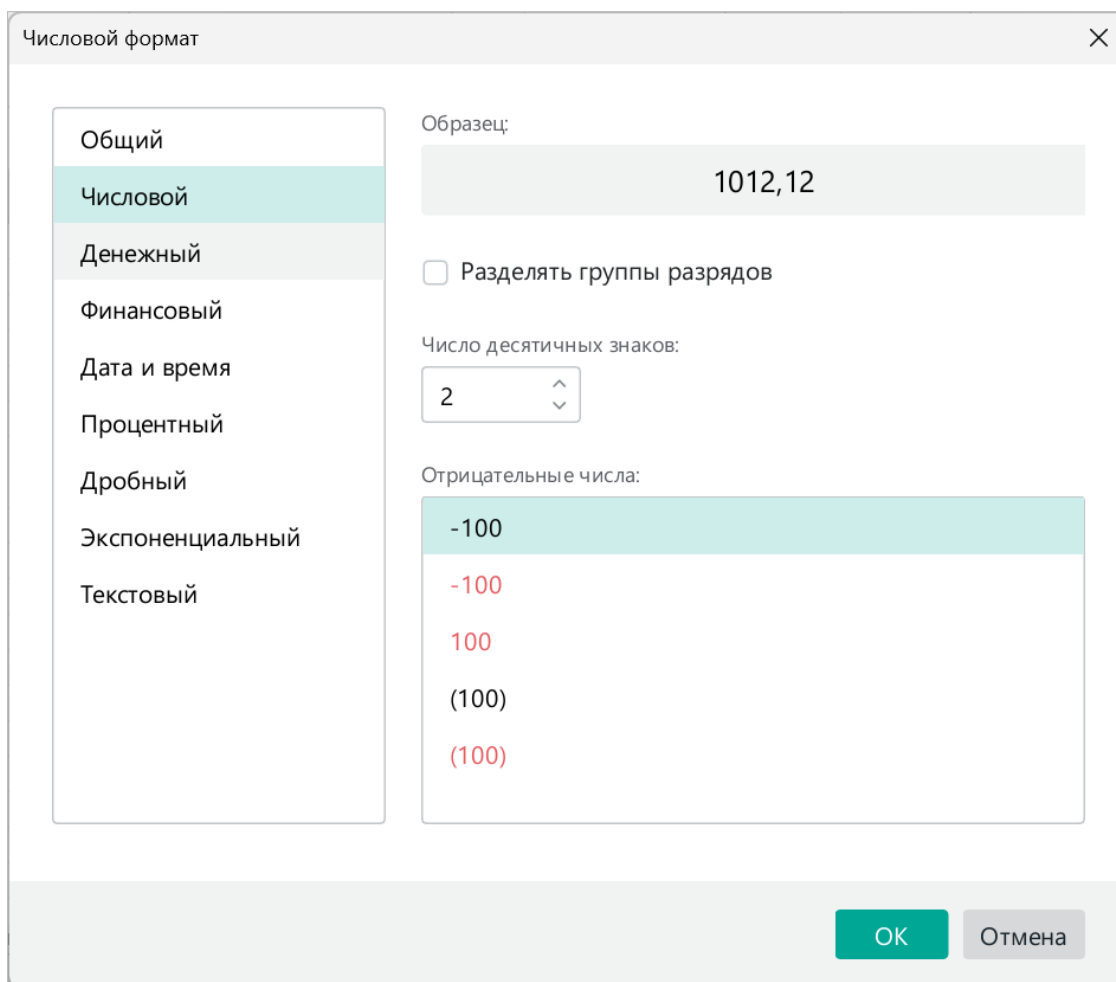 Числовой формат
Общий
Числовой
Денежный
Финансовый
Дата и время
Процентный
Дробный
Экспоненциальный
Текстовый
Образец:
1012,12
Разделять группы разрядов
Число десятичных знаков:
2
Отрицательные числа:
-100
-100
100
(100)
(100)
ОК
Отмена